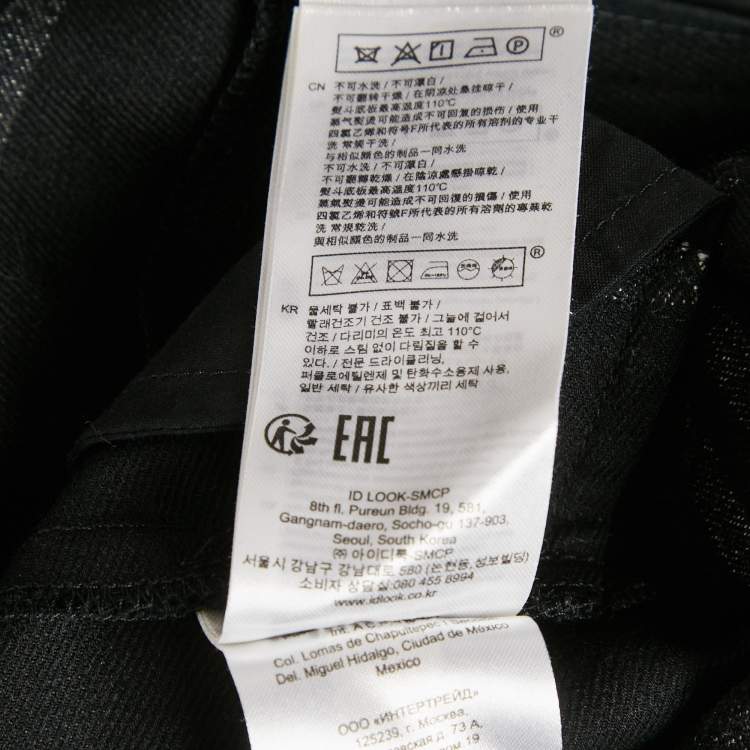 ®
CN 不可水洗 / 不可漂白 /
不可翻转干燥 / 在阴凉处悬挂晾干 /
熨斗底板最高温度110℃
蒸气熨烫可能造成不可回复的损伤 / 使用
四氯乙烯和符号F所代表的所有溶剂的专业干
洗 常规干洗 /
与相似颜色的制品一同水洗
不可水洗 / 不可漂白 /
不可翻轉乾燥 / 在陰涼處懸掛晾乾 /
熨斗底板最高溫度110℃
蒸氣熨燙可能造成不可回復的損傷 / 使用
四氯乙烯和符號F所代表的所有溶劑的專業乾
洗 常規乾洗 /
與相似顏色的制品一同水洗
®
KR 물세탁 불가 / 표백 불가 /
빨래건조기 건조 불가 / 그늘에 걸어서
건조 / 다리미의 온도 최고 110°C
이하로 스팀 없이 다림질을 할 수
있다. / 전문 드라이클리닝,
퍼클로에틸렌제 및 탄화수소용제 사용,
일반 세탁 / 유사한 색상끼리 세탁
EAC
ID LOOK-SMCP
8th fl. Pureun Bldg. 19, 581,
Gangnam-daero, Socho-gu 137-903,
Seoul, South Korea
㈜ 아이디룩-SMCP
서울시 강남구 강남대로 580 (논현동, 성보빌딩)
소비자 상담실:080 455 8994
www.idlook.co.kr
Col. Lomas de Chapultepec
Del. Miguel Hidalgo, Ciudad de México
Mexico
ООО «ИНТЕРТРЕЙД»
125239, г. Москва,
д. 73 А,